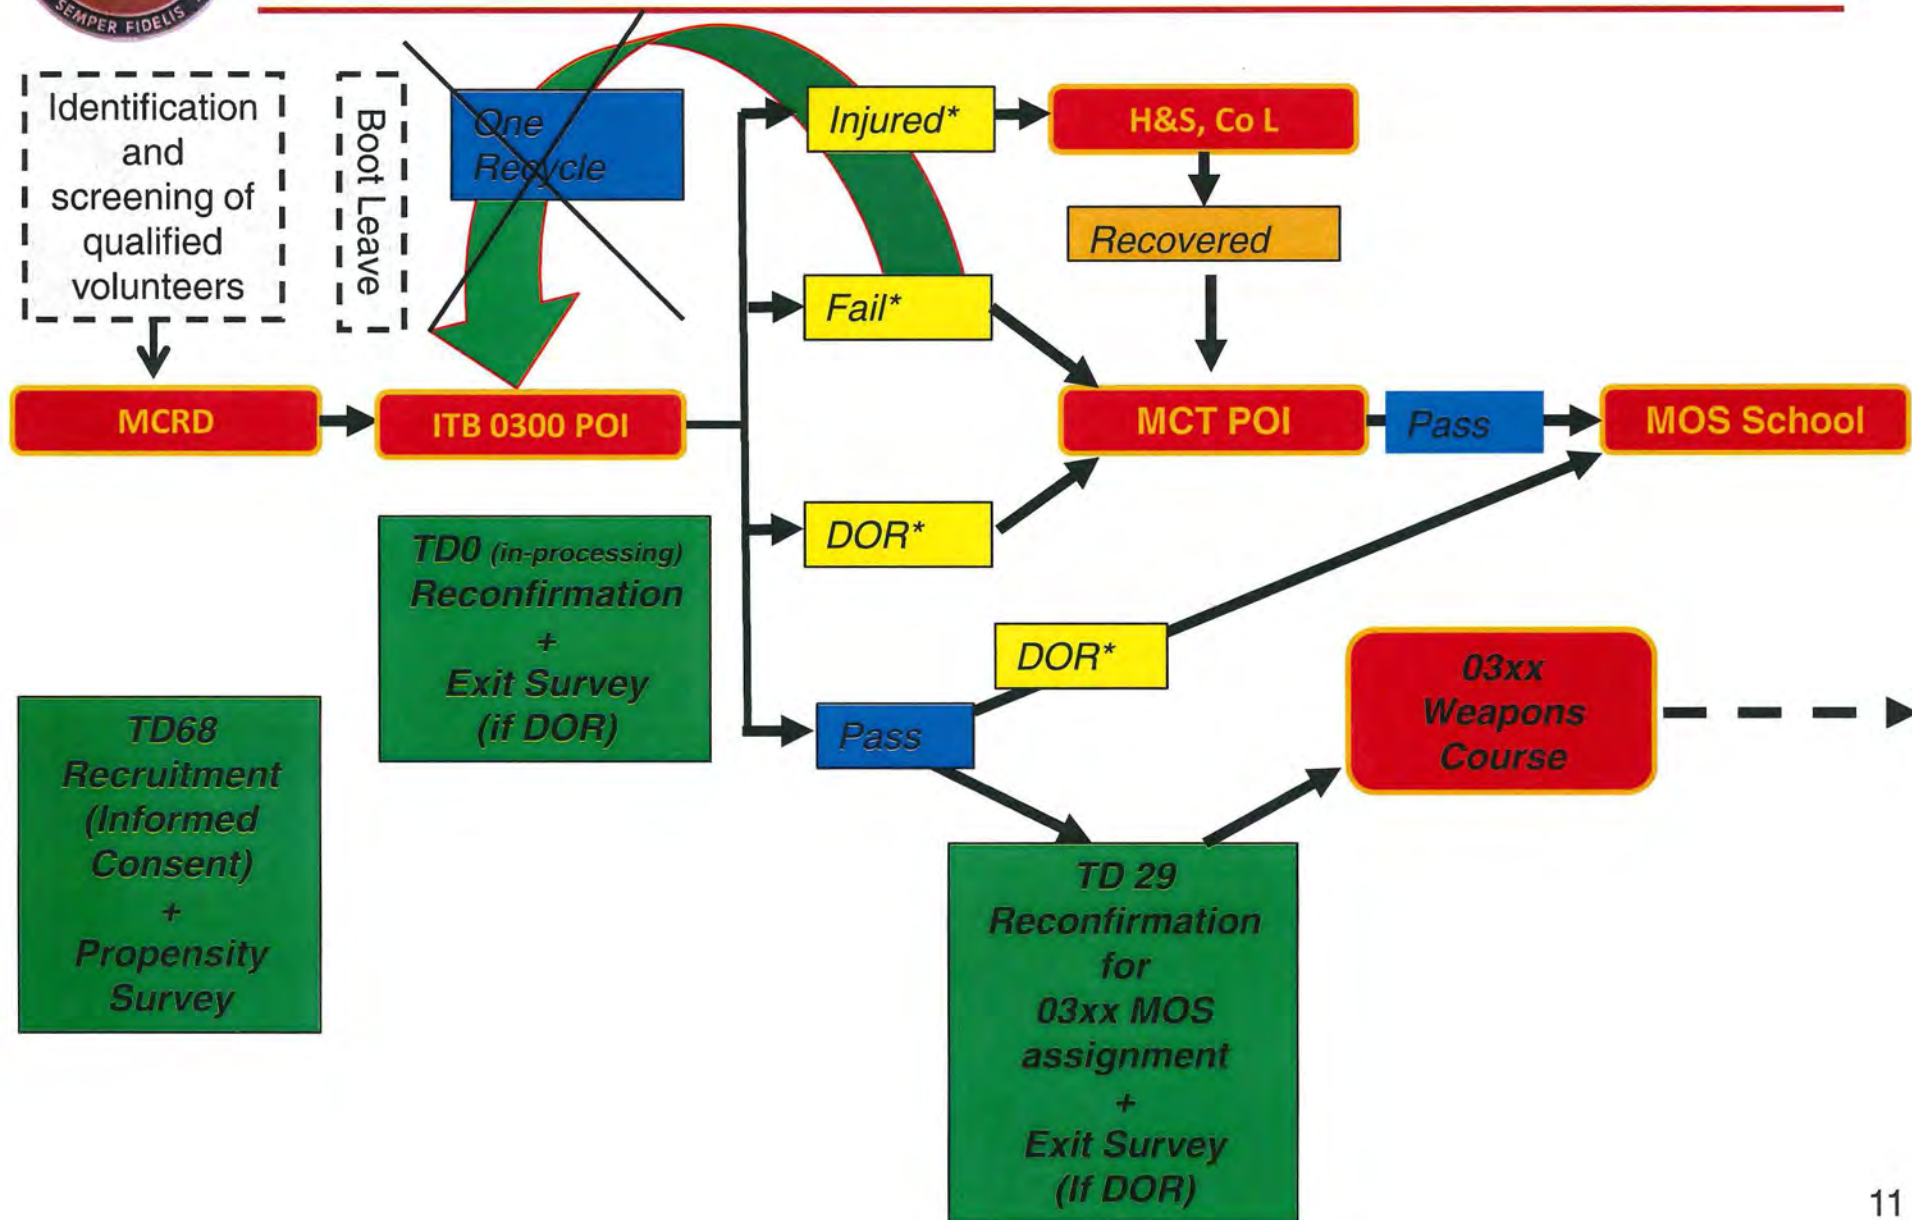 SEMPER FIDELIS
Identification
and
screening of
qualified
volunteers
Boot Leave
One
Recycle
Injured*
H&S, Co L
Recovered
Fail*
MCRD
ITB 0300 POI
MCT POI
Pass
MOS School
DOR*
TD0 (in-processing)
Reconfirmation
+
Exit Survey
(if DOR)
DOR*
Pass
03xx
Weapons
Course
TD68
Recruitment
(Informed
Consent)
+
Propensity
Survey
TD 29
Reconfirmation
for
03xx MOS
assignment
+
Exit Survey
(If DOR)
11